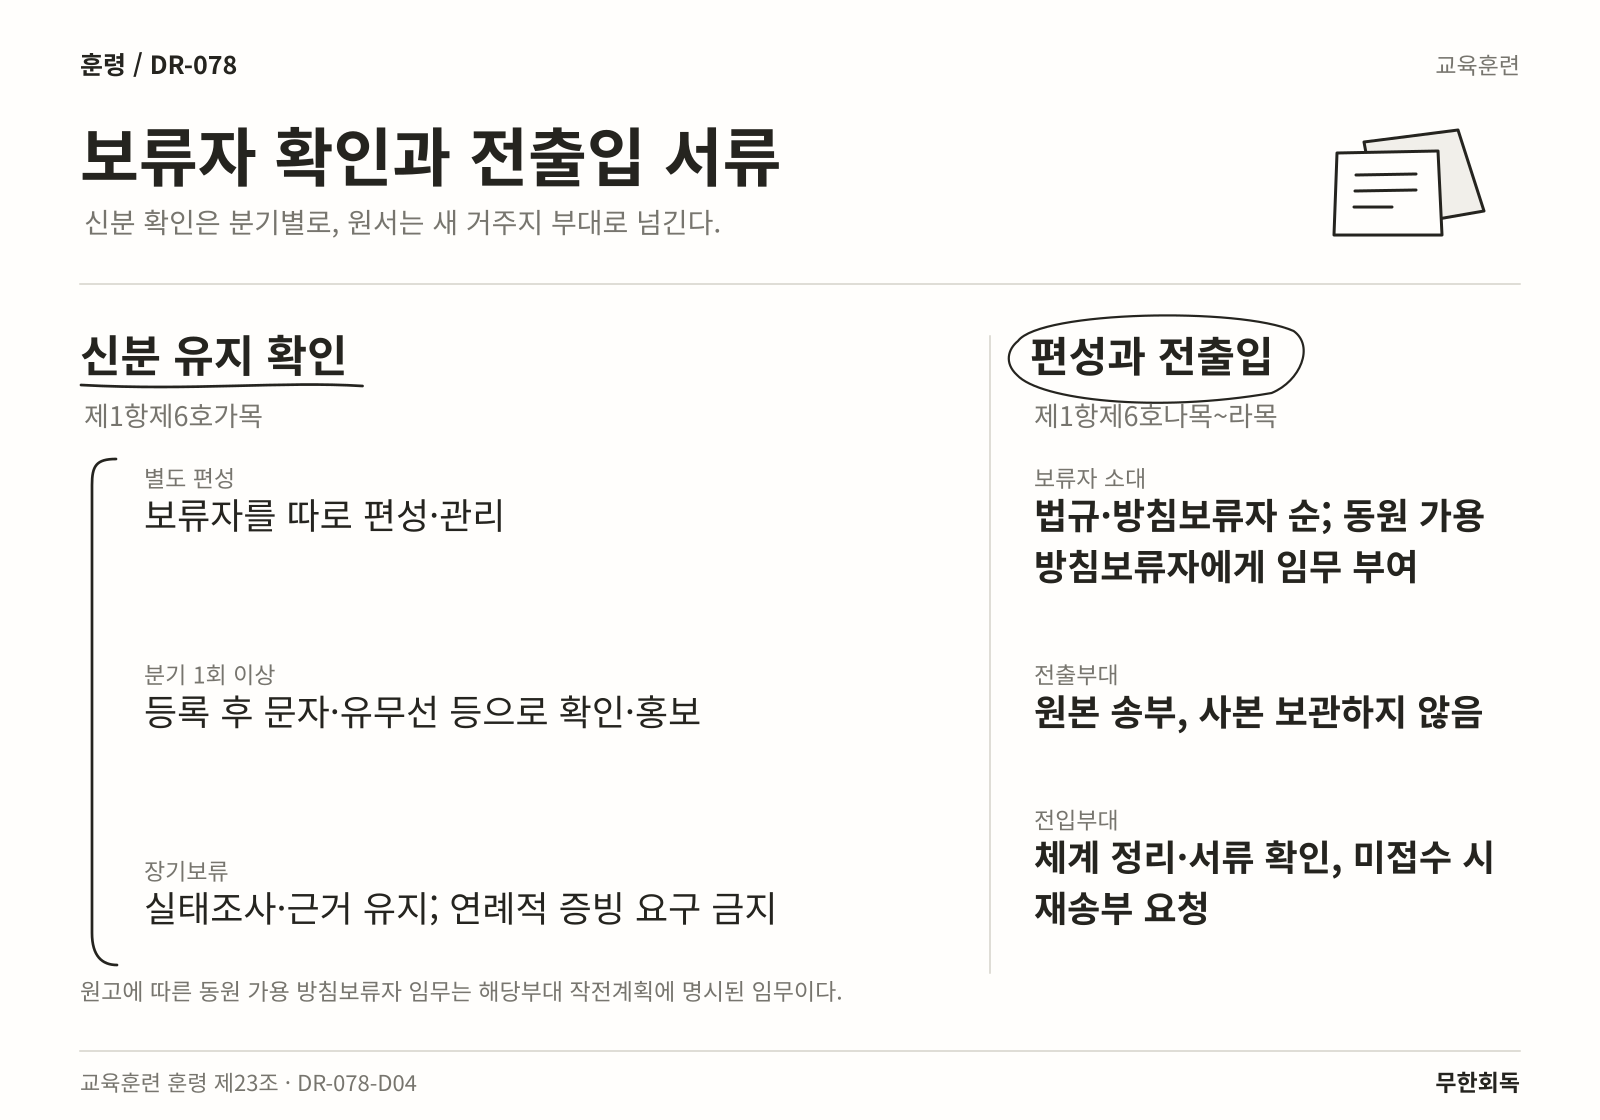 훈령 / DR-078
교육훈련
보류자 확인과 전출입 서류
신분 확인은 분기별로, 원서는 새 거주지 부대로 넘긴다.
신분 유지 확인
제1항제6호가목
별도 편성
보류자를 따로 편성·관리
분기 1회 이상
등록 후 문자·유무선 등으로 확인·홍보
장기보류
실태조사·근거 유지; 연례적 증빙 요구 금지
편성과 전출입
제1항제6호나목~라목
보류자 소대
법규·방침보류자 순; 동원 가용
방침보류자에게 임무 부여
전출부대
원본 송부, 사본 보관하지 않음
전입부대
체계 정리·서류 확인, 미접수 시
재송부 요청
원고에 따른 동원 가용 방침보류자 임무는 해당부대 작전계획에 명시된 임무이다.
교육훈련 훈령 제23조 · DR-078-D04
무한회독